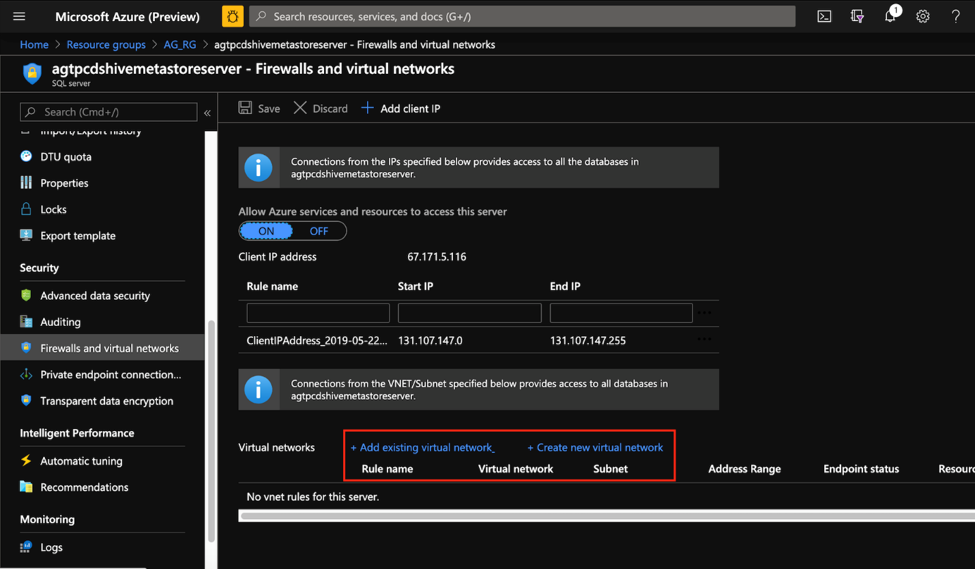 Microsoft Azure (Preview)
Search resources, services, and docs (G+/)
1
Home > Resource groups > AG_RG > agtpcdshivemetastoreserver - Firewalls and virtual networks
agtpcdshivemetastoreserver - Firewalls and virtual networks
SQL server
Search (Cmd+/)
«
Save
Discard
Add client IP
Import/Export history
DTU quota
Properties
Locks
Export template
Security
Advanced data security
Auditing
Firewalls and virtual networks
Private endpoint connection...
Transparent data encryption
Intelligent Performance
Automatic tuning
Recommendations
Monitoring
Logs
Connections from the IPs specified below provides access to all the databases in
agtpcdshivemetastoreserver.
Allow Azure services and resources to access this server
ON OFF
Client IP address 67.171.5.116
Rule name Start IP End IP
ClientIPAddress_2019-05-22... 131.107.147.0 131.107.147.255
Connections from the VNET/Subnet specified below provides access to all databases in
agtpcdshivemetastoreserver.
Virtual networks + Add existing virtual network + Create new virtual network
Rule name Virtual network Subnet Address Range Endpoint status Resourc
No vnet rules for this server.